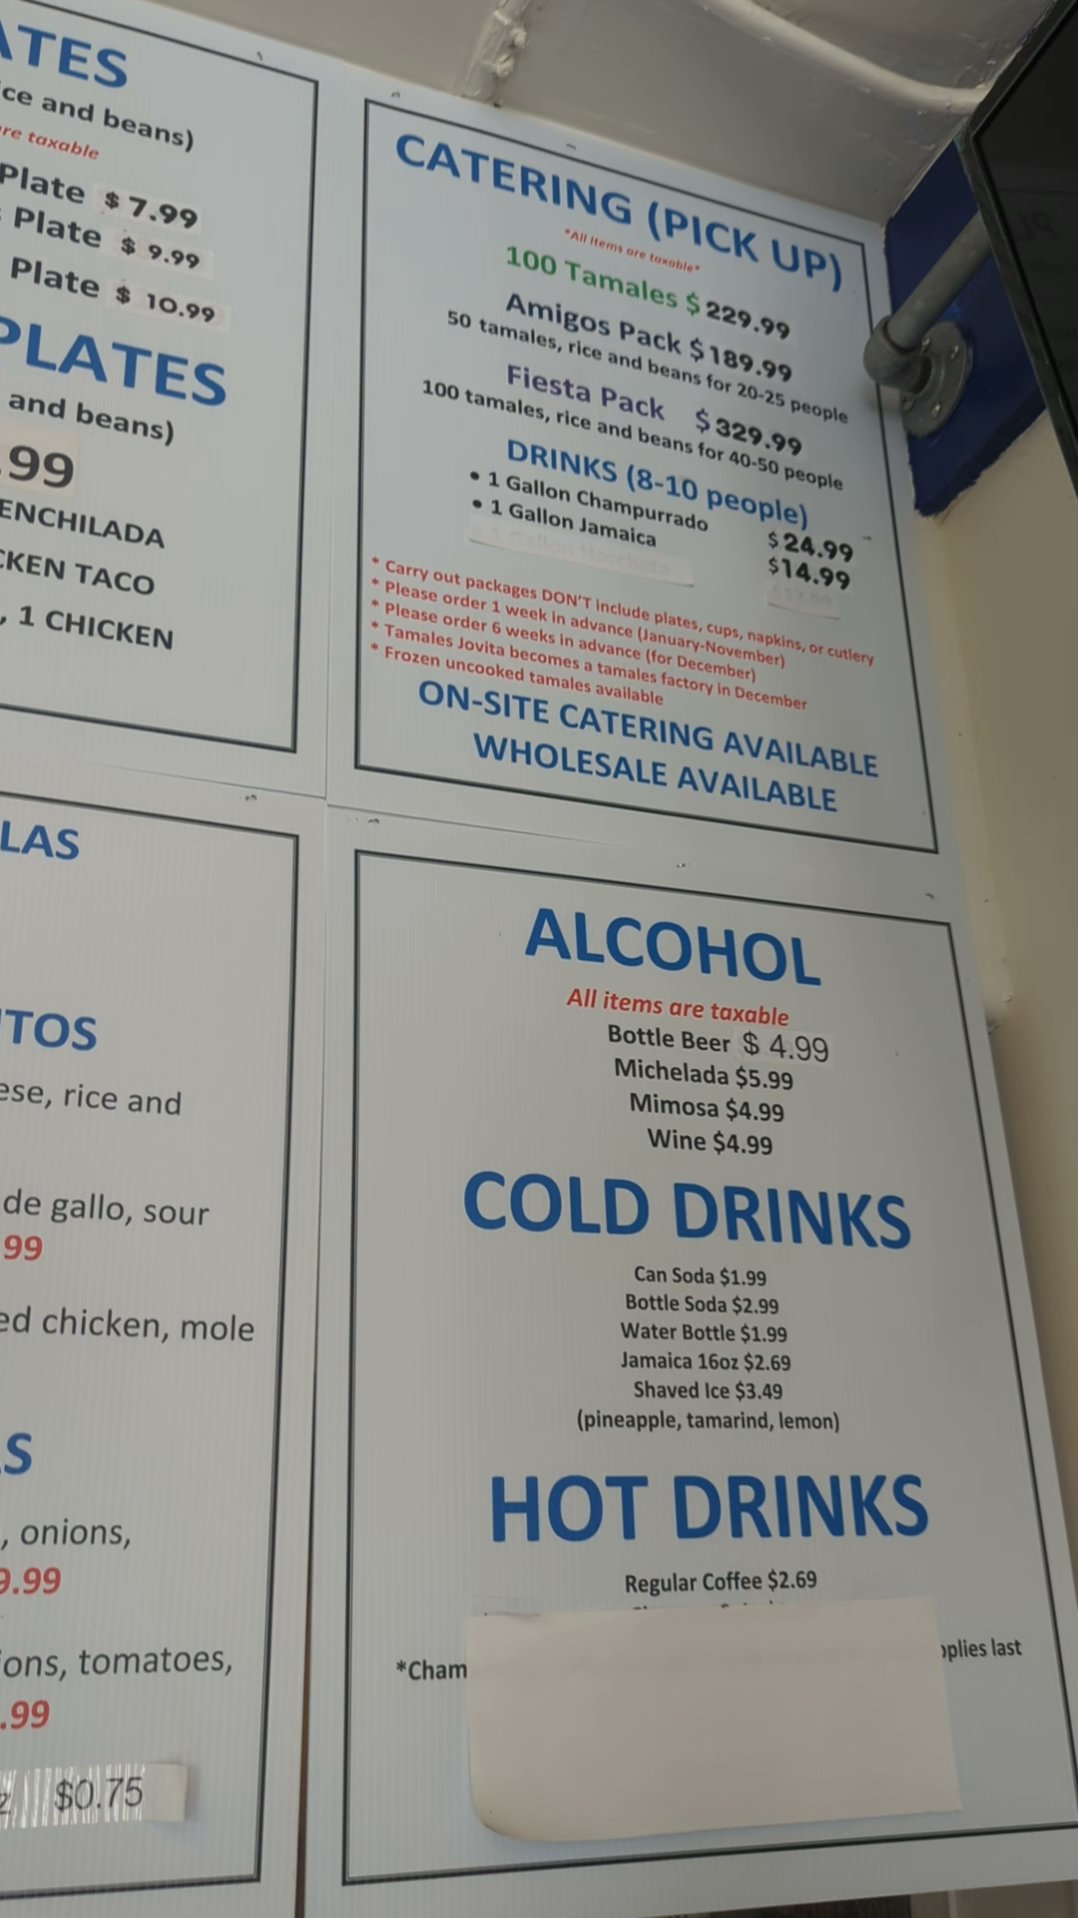 ATES
ce and beans)
re taxable
Plate $ 7.99
Plate $ 9.99
Plate $ 10.99
PLATES
and beans)
.99
ENCHILADA
CKEN TACO
, 1 CHICKEN
CATERING (PICK UP)
*All items are taxable*
100 Tamales $ 229.99
Amigos Pack $ 189.99
50 tamales, rice and beans for 20-25 people
Fiesta Pack $ 329.99
100 tamales, rice and beans for 40-50 people
DRINKS (8-10 people)
• 1 Gallon Champurrado $ 24.99
• 1 Gallon Jamaica $14.99
• 1 Gallon Horchata
* Carry out packages DON'T include plates, cups, napkins, or cutlery
* Please order 1 week in advance (January-November)
* Please order 6 weeks in advance (for December)
* Tamales Jovita becomes a tamales factory in December
* Frozen uncooked tamales available
ON-SITE CATERING AVAILABLE
WHOLESALE AVAILABLE
LAS
ITOS
ese, rice and
de gallo, sour
99
ed chicken, mole
AS
, onions,
9.99
ions, tomatoes,
.99
z $0.75
ALCOHOL
All items are taxable
Bottle Beer $ 4.99
Michelada $5.99
Mimosa $4.99
Wine $4.99
COLD DRINKS
Can Soda $1.99
Bottle Soda $2.99
Water Bottle $1.99
Jamaica 16oz $2.69
Shaved Ice $3.49
(pineapple, tamarind, lemon)
HOT DRINKS
Regular Coffee $2.69
*Cham pplies last